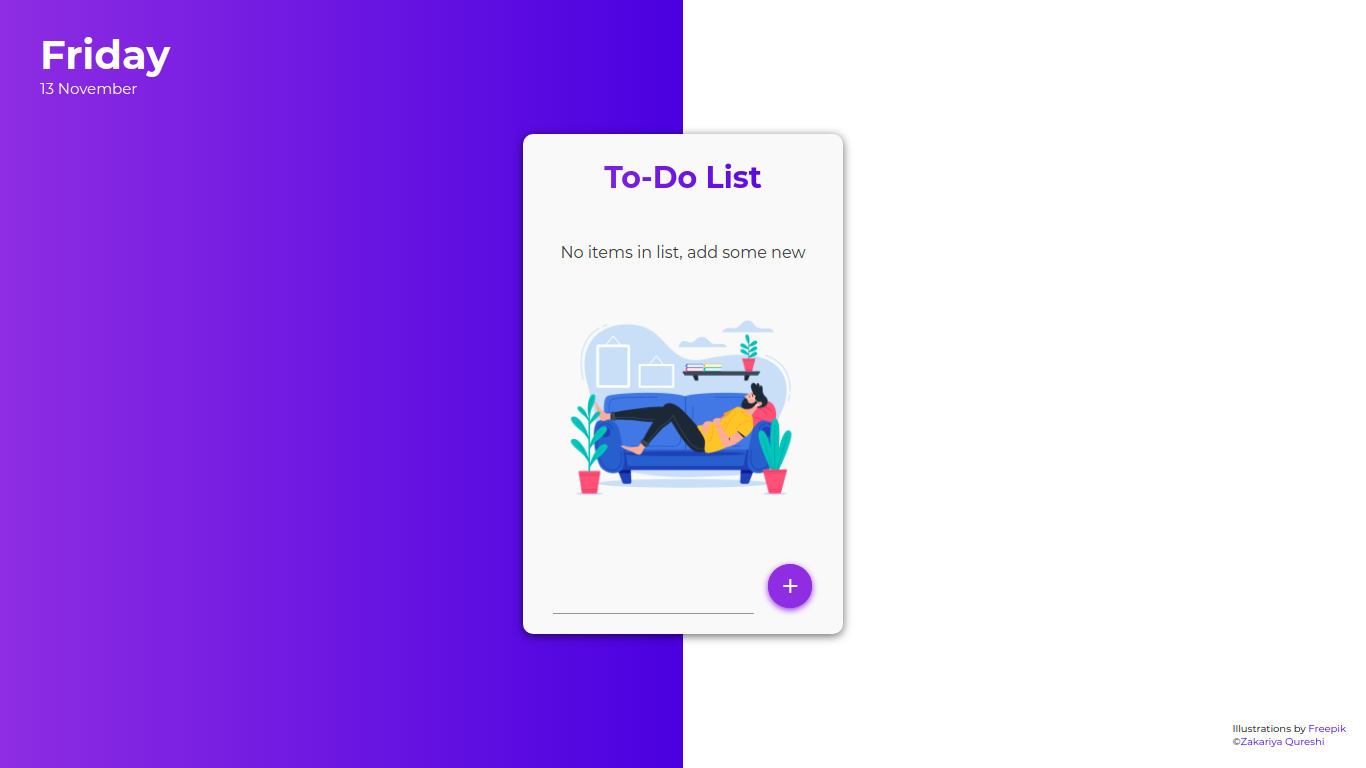 Friday
13 November
To-Do List
No items in list, add some new
+
Illustrations by Freepik
©Zakariya Qureshi